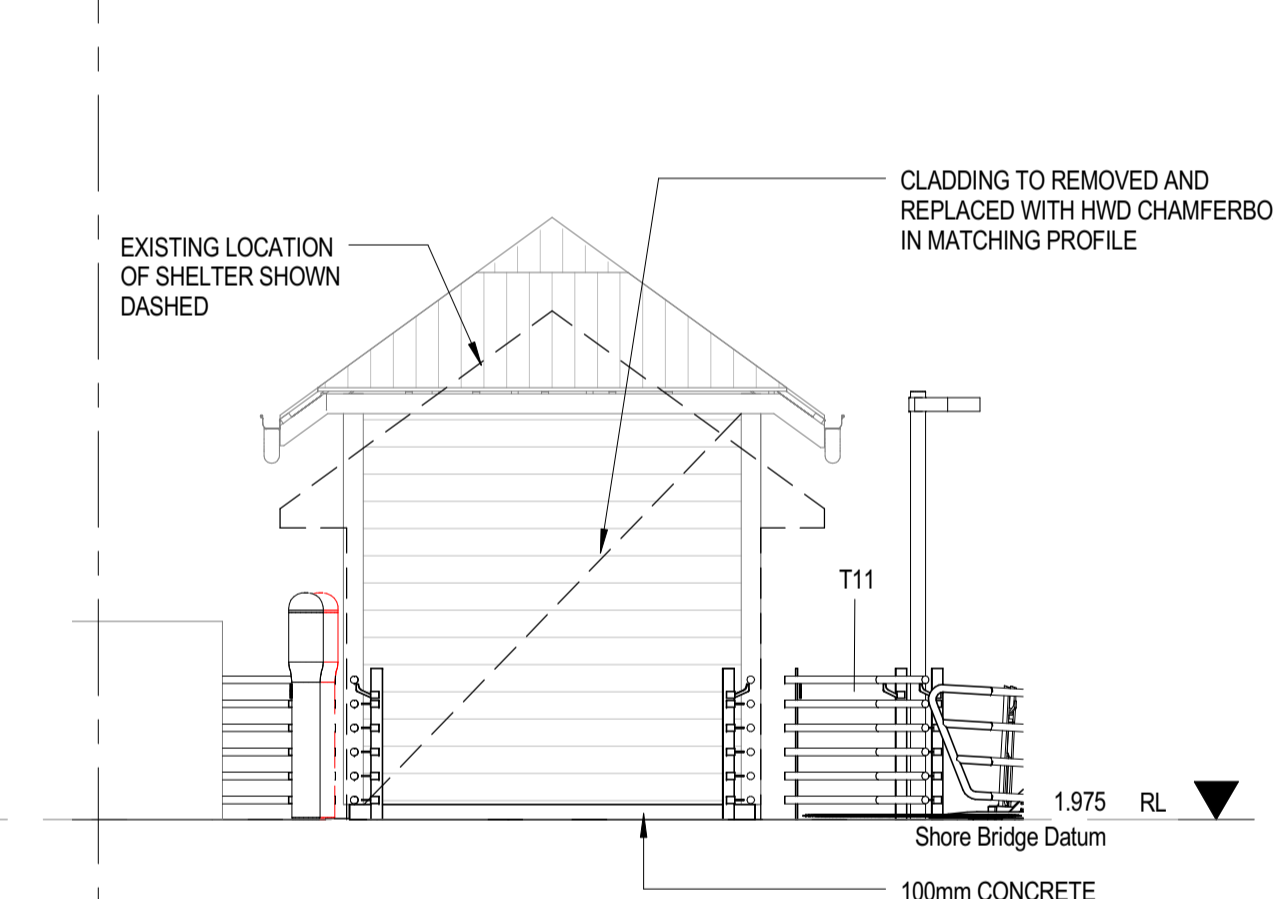 CLADDING TO REMOVED AND
REPLACED WITH HWD CHAMFERBO
IN MATCHING PROFILE
EXISTING LOCATION
OF SHELTER SHOWN
DASHED
T11
1.975 RL
Shore Bridge Datum
100mm CONCRETE